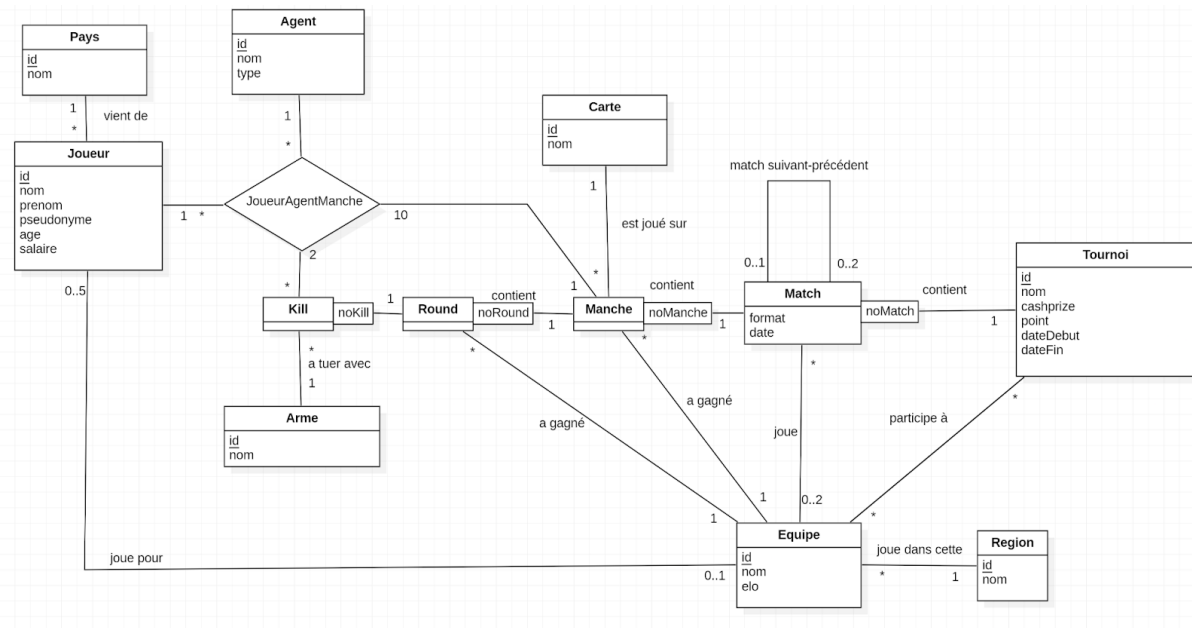 Pays
id
nom
1
vient de
*
Agent
id
nom
type
1
*
Carte
id
nom
1
est joué sur
*
Joueur
id
nom
prenom
pseudonyme
age
salaire
1 *
JoueurAgentManche
10
2
*
0..5
match suivant-précédent
0..1
0..2
Tournoi
id
nom
cashprize
point
dateDebut
dateFin
Kill
noKill
1
Round
contient
noRound
1
1
Manche
contient
noManche
1
*
Match
format
date
noMatch
contient
1
*
a tuer avec
1
Arme
id
nom
*
a gagné
1
a gagné
1
*
joue
0..2
*
participe à
*
joue pour
0..1
Equipe
id
nom
elo
joue dans cette
*
1
Region
id
nom